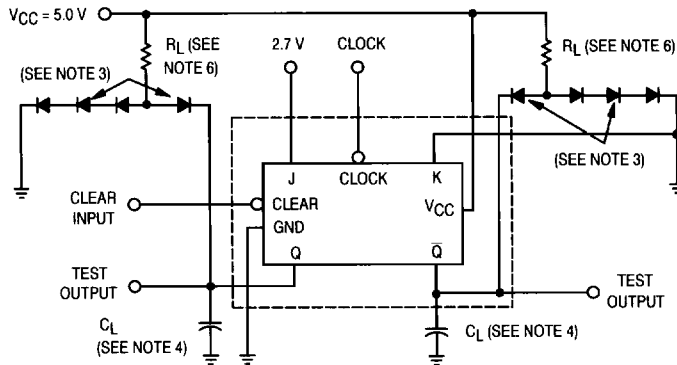 VCC = 5.0 V
RL (SEE
NOTE 6)
2.7 V
CLOCK
RL (SEE NOTE 6)
(SEE NOTE 3)
(SEE NOTE 3)
J
CLOCK
K
CLEAR
INPUT
CLEAR
GND
VCC
Q
Q̅
TEST
OUTPUT
TEST
OUTPUT
CL
(SEE NOTE 4)
CL (SEE NOTE 4)